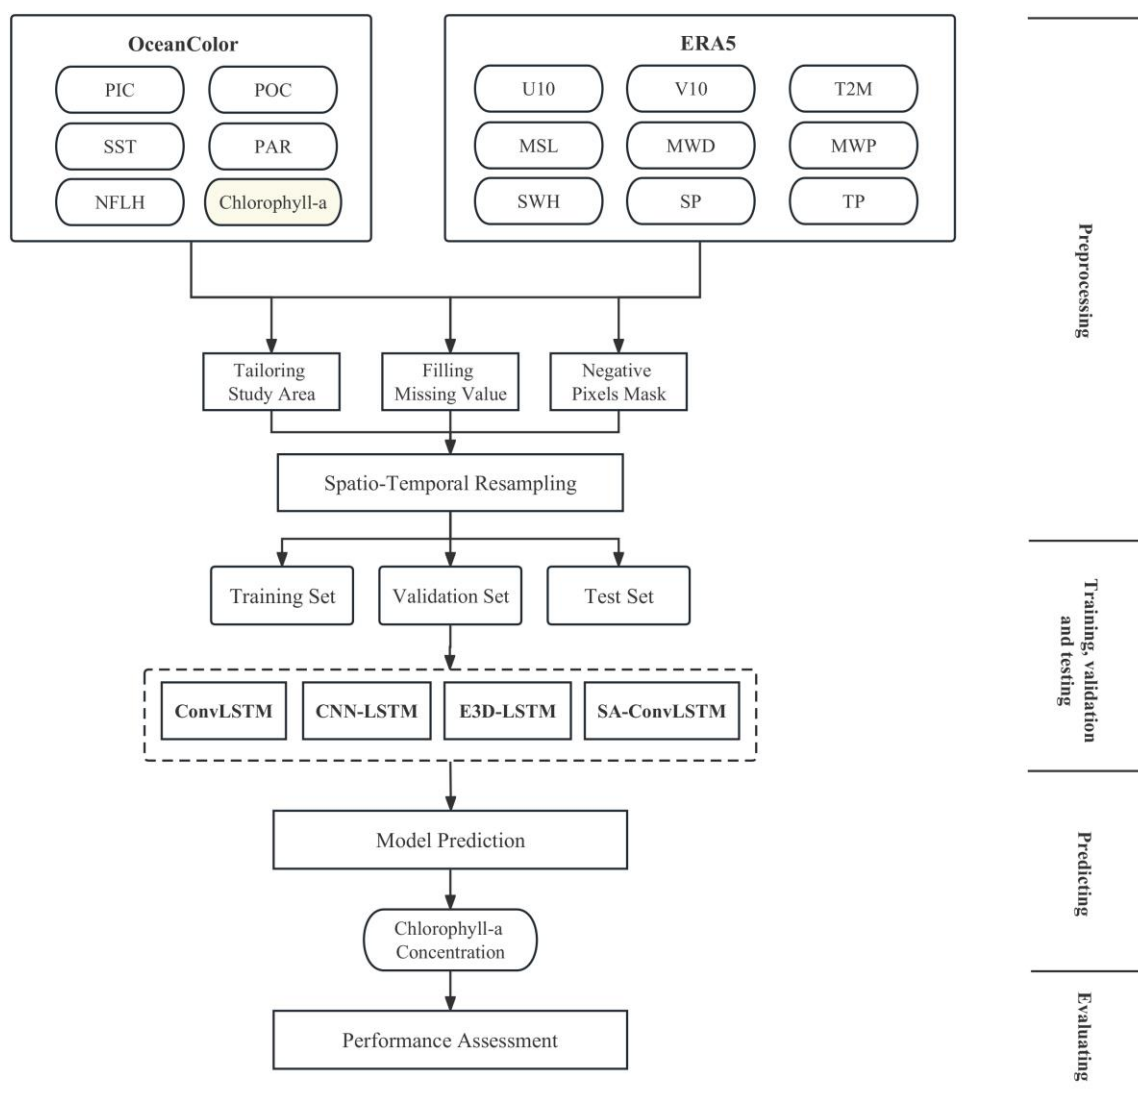 OceanColor
PIC
POC
SST
PAR
NFLH
Chlorophyll-a
ERA5
U10
V10
T2M
MSL
MWD
MWP
SWH
SP
TP
Preprocessing
Tailoring
Study Area
Filling
Missing Value
Negative
Pixels Mask
Spatio-Temporal Resampling
Training Set
Validation Set
Test Set
Training, validation
and testing
ConvLSTM
CNN-LSTM
E3D-LSTM
SA-ConvLSTM
Model Prediction
Predicting
Chlorophyll-a
Concentration
Performance Assessment
Evaluating